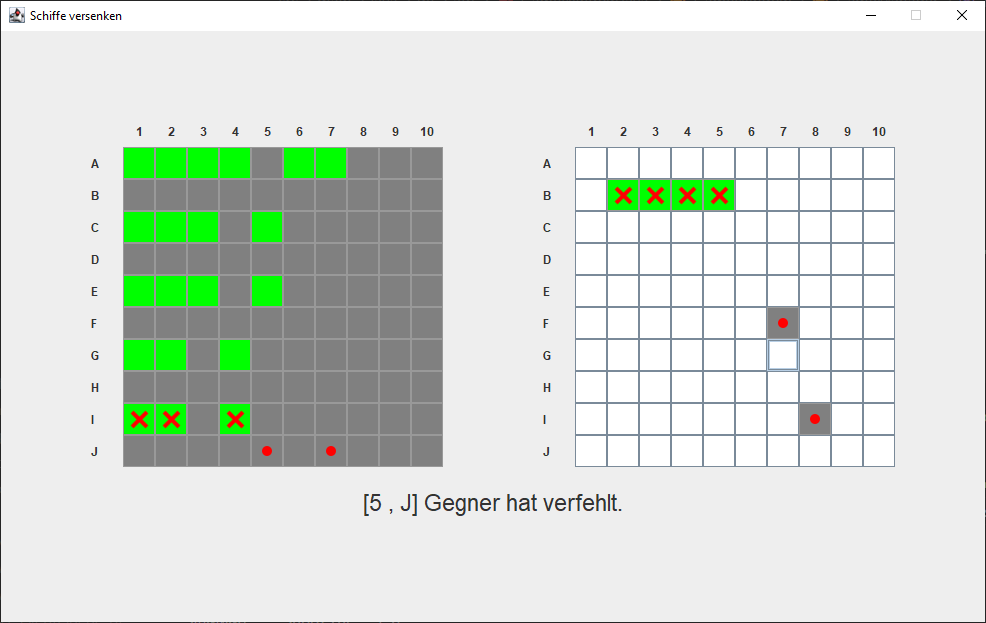 Schiffe versenken
1 2 3 4 5 6 7 8 9 10
A
B
C
D
E
F
G
H
I
J
1 2 3 4 5 6 7 8 9 10
A
B
C
D
E
F
G
H
I
J
[5 , J] Gegner hat verfehlt.